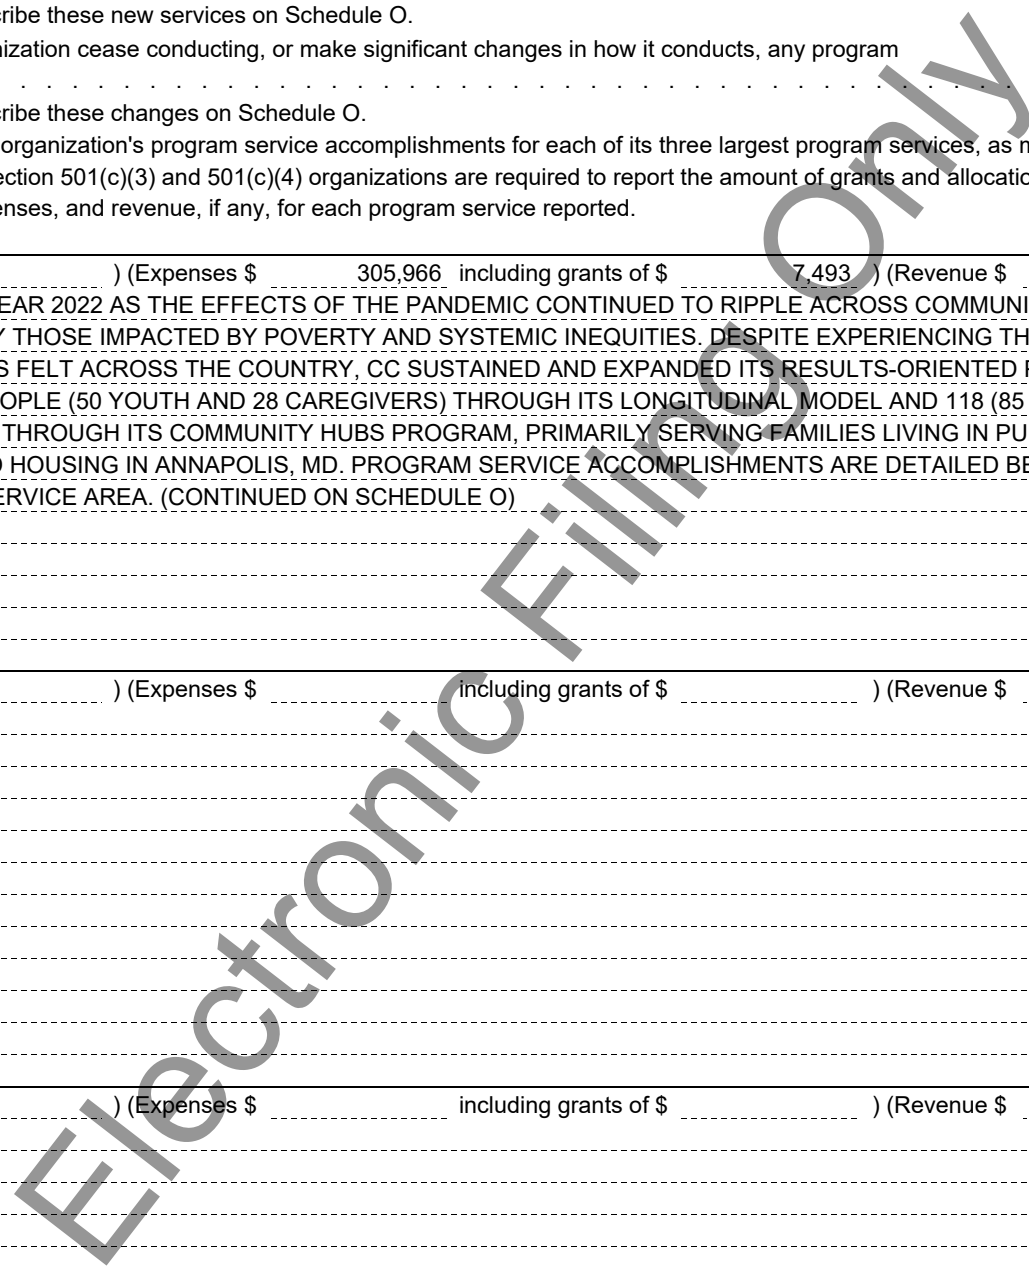 ribe these new services on Schedule O.
nization cease conducting, or make significant changes in how it conducts, any program
. . . . . . . . . . . . . . . . . . . . . . . . . . . . . . . . . . . . . . .
ribe these changes on Schedule O.
organization's program service accomplishments for each of its three largest program services, as
ection 501(c)(3) and 501(c)(4) organizations are required to report the amount of grants and allocatio
enses, and revenue, if any, for each program service reported.
) (Expenses $ 305,966 including grants of $ 7,493 ) (Revenue $
EAR 2022 AS THE EFFECTS OF THE PANDEMIC CONTINUED TO RIPPLE ACROSS COMMUNI
Y THOSE IMPACTED BY POVERTY AND SYSTEMIC INEQUITIES. DESPITE EXPERIENCING TH
S FELT ACROSS THE COUNTRY, CC SUSTAINED AND EXPANDED ITS RESULTS-ORIENTED
OPLE (50 YOUTH AND 28 CAREGIVERS) THROUGH ITS LONGITUDINAL MODEL AND 118 (85
THROUGH ITS COMMUNITY HUBS PROGRAM, PRIMARILY SERVING FAMILIES LIVING IN PU
HOUSING IN ANNAPOLIS, MD. PROGRAM SERVICE ACCOMPLISHMENTS ARE DETAILED BE
ERVICE AREA. (CONTINUED ON SCHEDULE O)
) (Expenses $ including grants of $ ) (Revenue $
) (Expenses $ including grants of $ ) (Revenue $
Electronic Filing Only